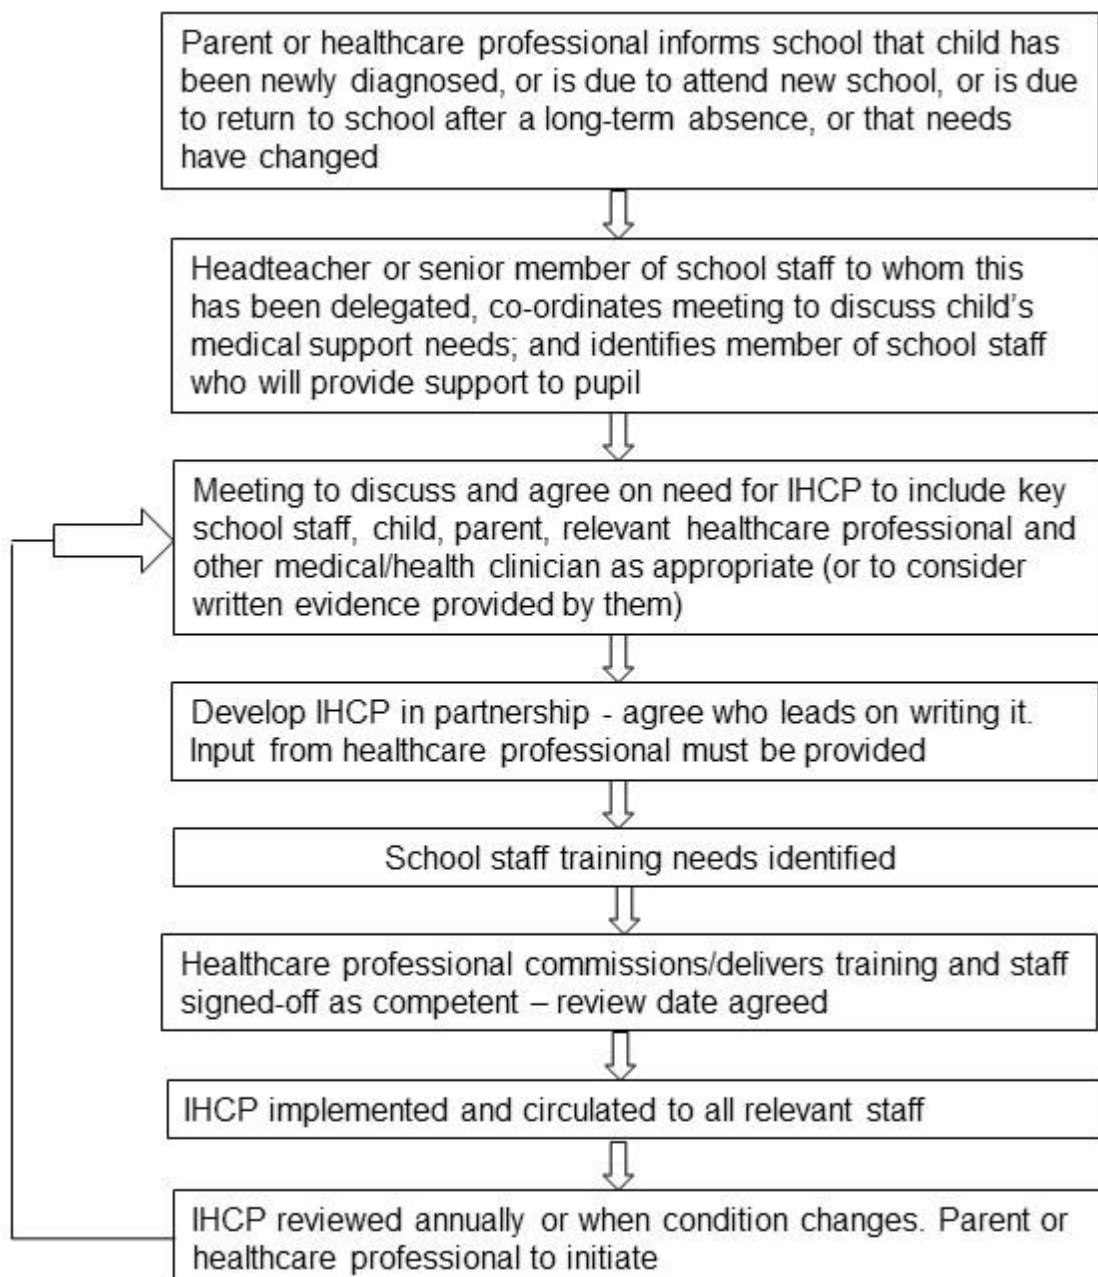 Parent or healthcare professional informs school that child has
been newly diagnosed, or is due to attend new school, or is due
to return to school after a long-term absence, or that needs
have changed
Headteacher or senior member of school staff to whom this
has been delegated, co-ordinates meeting to discuss child's
medical support needs; and identifies member of school staff
who will provide support to pupil
Meeting to discuss and agree on need for IHCP to include key
school staff, child, parent, relevant healthcare professional and
other medical/health clinician as appropriate (or to consider
written evidence provided by them)
Develop IHCP in partnership - agree who leads on writing it.
Input from healthcare professional must be provided
School staff training needs identified
Healthcare professional commissions/delivers training and staff
signed-off as competent – review date agreed
IHCP implemented and circulated to all relevant staff
IHCP reviewed annually or when condition changes. Parent or
healthcare professional to initiate